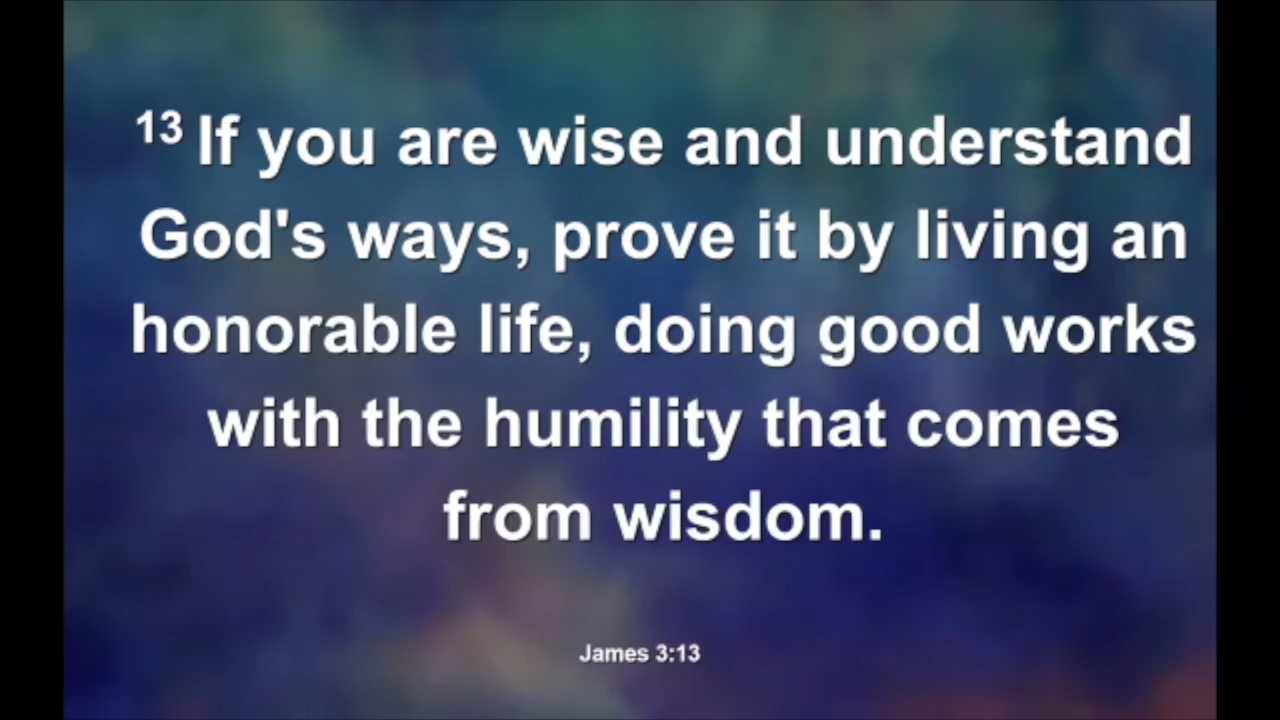 13 If you are wise and understand
God's ways, prove it by living an
honorable life, doing good works
with the humility that comes
from wisdom.
James 3:13